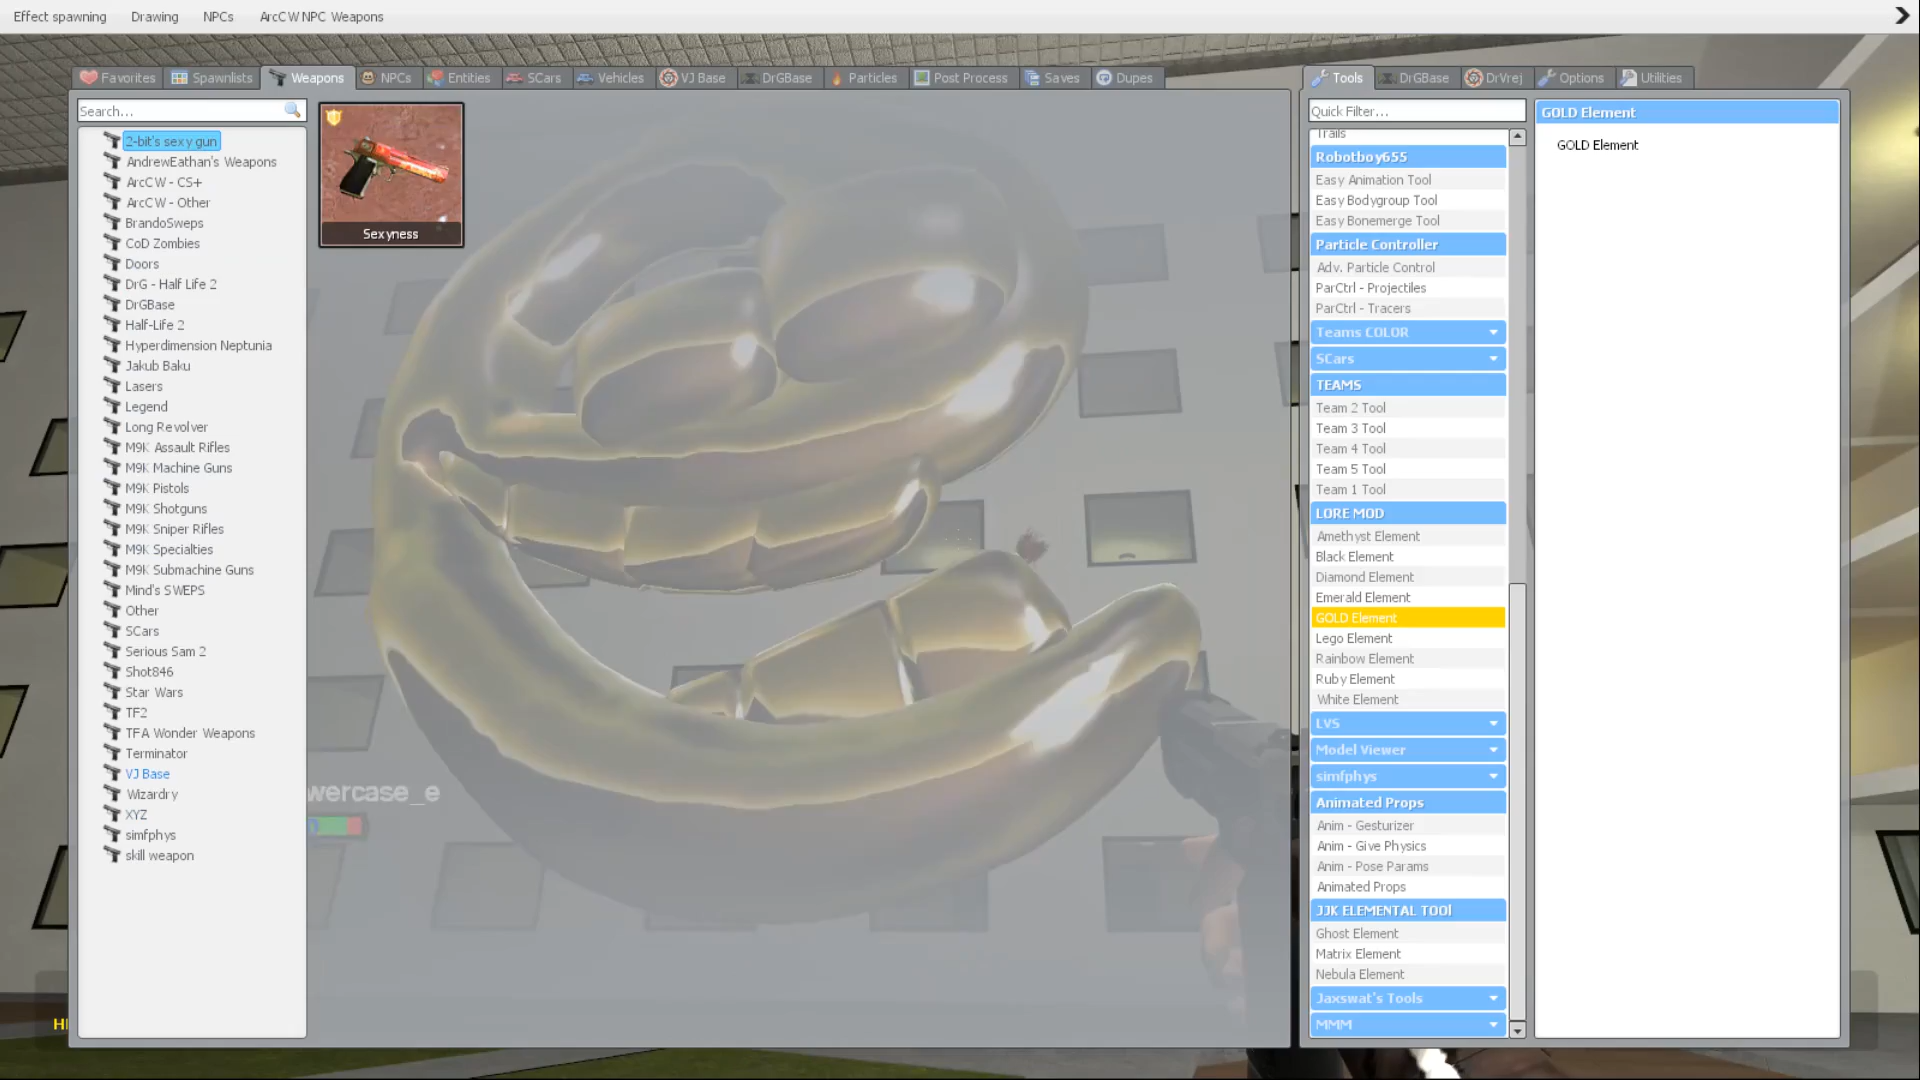 Effect spawning Drawing NPCs ArcCW NPC Weapons
Favorites Spawnlists Weapons NPCs Entities SCars Vehicles VJ Base DrGBase Particles Post Process Saves Dupes
Tools DrGBase DrVrej Options Utilities
Search...
2-bit's sexy gun
AndrewEathan's Weapons
ArcCW - CS+
ArcCW - Other
BrandoSweps
CoD Zombies
Doors
DrG - Half Life 2
DrGBase
Half-Life 2
Hyperdimension Neptunia
Jakub Baku
Lasers
Legend
Long Revolver
M9K Assault Rifles
M9K Machine Guns
M9K Pistols
M9K Shotguns
M9K Sniper Rifles
M9K Specialties
M9K Submachine Guns
Mind's SWEPS
Other
SCars
Serious Sam 2
Shot846
Star Wars
TF2
TFA Wonder Weapons
Terminator
VJ Base
Wizardry
XYZ
simfphys
skill weapon
Sexyness
wercase_e
Quick Filter...
Trails
Robotboy655
Easy Animation Tool
Easy Bodygroup Tool
Easy Bonemerge Tool
Particle Controller
Adv. Particle Control
ParCtrl - Projectiles
ParCtrl - Tracers
Teams COLOR
SCars
TEAMS
Team 2 Tool
Team 3 Tool
Team 4 Tool
Team 5 Tool
Team 1 Tool
LORE MOD
Amethyst Element
Black Element
Diamond Element
Emerald Element
GOLD Element
Lego Element
Rainbow Element
Ruby Element
White Element
LVS
Model Viewer
simfphys
Animated Props
Anim - Gesturizer
Anim - Give Physics
Anim - Pose Params
Animated Props
JJK ELEMENTAL TOOl
Ghost Element
Matrix Element
Nebula Element
Jaxswat's Tools
MMM
GOLD Element
GOLD Element